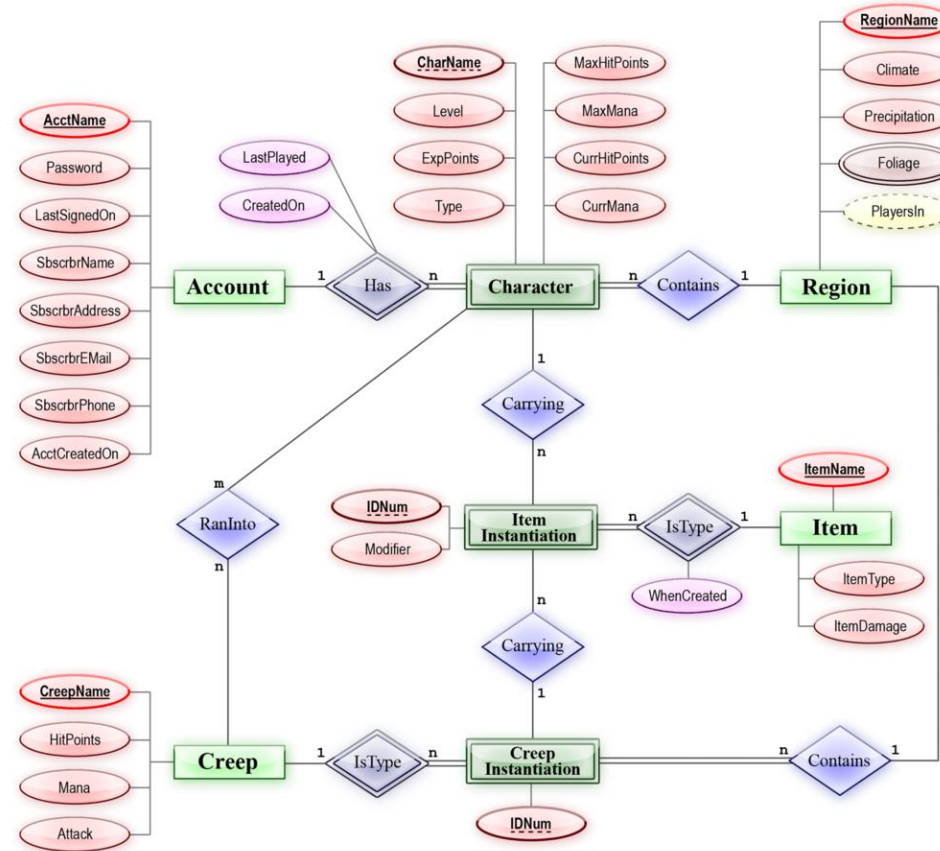 RegionName
CharName
MaxHitPoints
Climate
Level
MaxMana
AcctName
Precipitation
Password
LastPlayed
ExpPoints
CurrHitPoints
Foliage
LastSignedOn
CreatedOn
Type
CurrMana
PlayersIn
SbscrbrName
Account
1
Has
n
Character
n
Contains
1
Region
SbscrbrAddress
SbscrbrEMail
1
SbscrbrPhone
Carrying
AcctCreatedOn
n
ItemName
m
IDNum
RanInto
Item
Instantiation
n
IsType
1
Item
Modifier
n
WhenCreated
ItemType
n
ItemDamage
Carrying
CreepName
1
HitPoints
Creep
1
IsType
n
Creep
Instantiation
n
Contains
1
Mana
IDNum
Attack